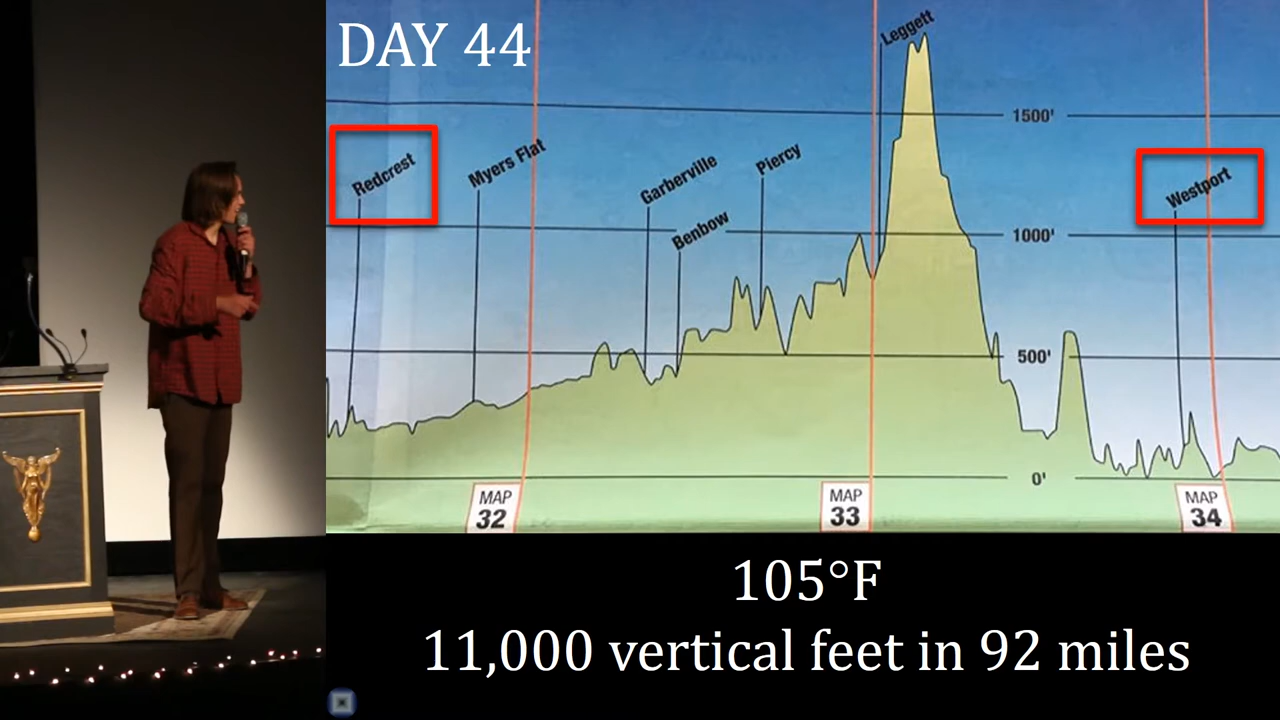 DAY 44
Leggett
1500'
Redcrest
Myers Flat
Garberville
Piercy
Westport
Benbow
1000'
500'
0'
MAP
32
MAP
33
MAP
34
105°F
11,000 vertical feet in 92 miles